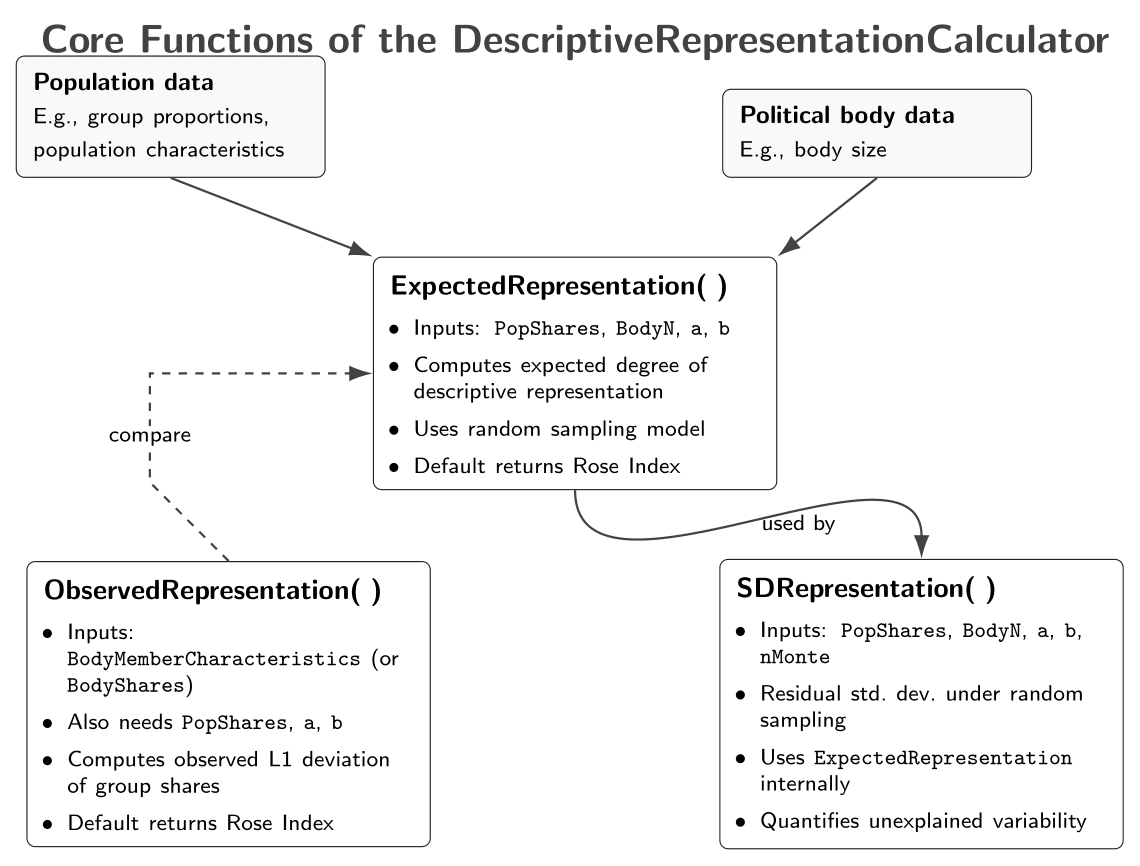 Core Functions of the DescriptiveRepresentationCalculator
Population data
E.g., group proportions,
population characteristics
Political body data
E.g., body size
ExpectedRepresentation( )
• Inputs: PopShares, BodyN, a, b
• Computes expected degree of
descriptive representation
• Uses random sampling model
• Default returns Rose Index
compare
used by
ObservedRepresentation( )
• Inputs:
BodyMemberCharacteristics (or
BodyShares)
• Also needs PopShares, a, b
• Computes observed L1 deviation
of group shares
• Default returns Rose Index
SDRepresentation( )
• Inputs: PopShares, BodyN, a, b,
nMonte
• Residual std. dev. under random
sampling
• Uses ExpectedRepresentation
internally
• Quantifies unexplained variability